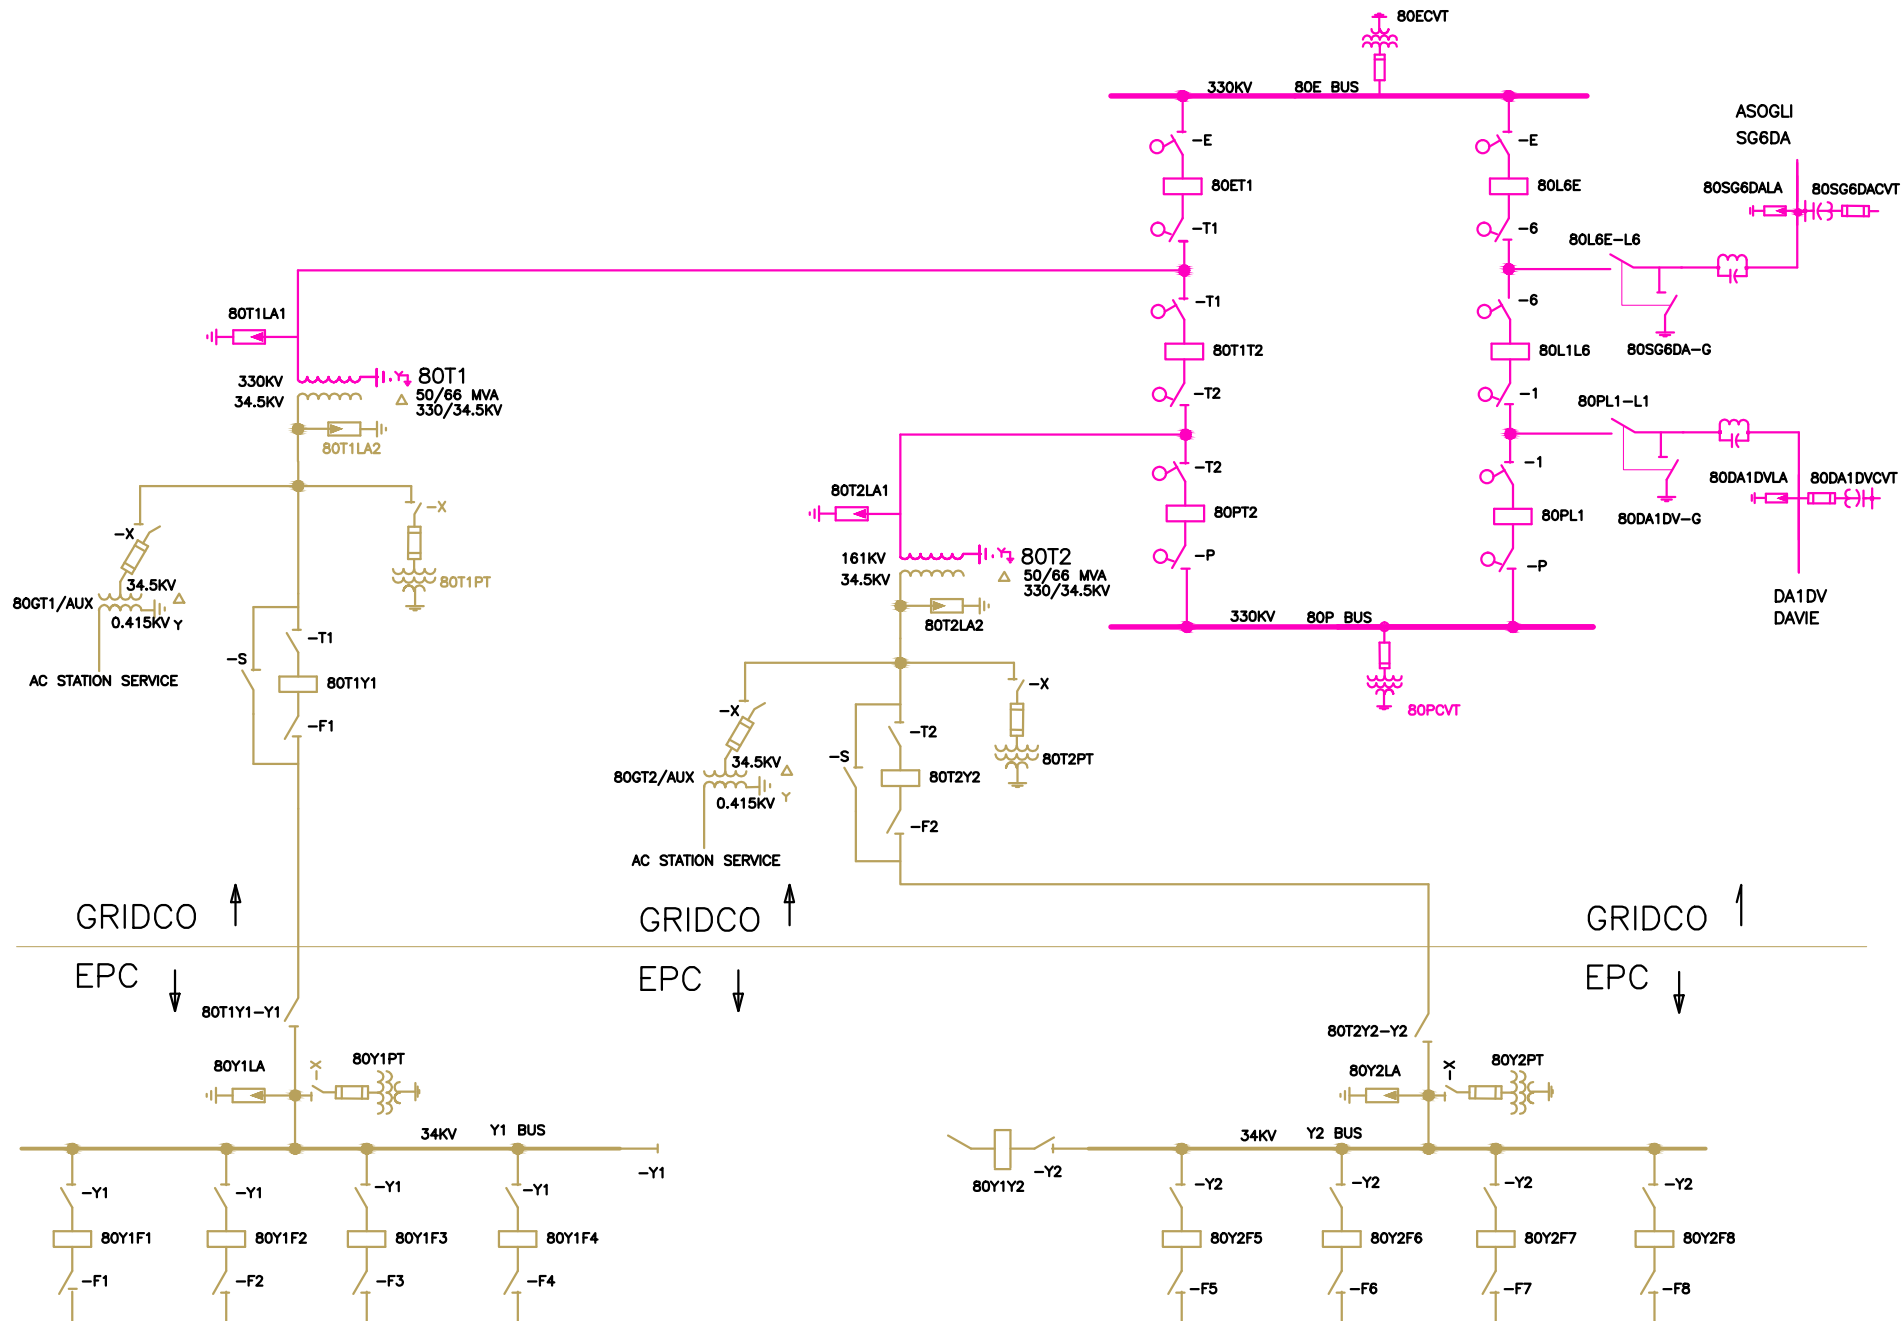 80ECVT
330KV
80E BUS
ASOGLI
SG6DA
-E
-E
80ET1
80L6E
80SG6DALA
80SG6DACVT
-T1
-6
80L6E-L6
-T1
-6
80T1LA1
80T1T2
80L1L6
80SG6DA-G
330KV
34.5KV
Y
80T1
50/66 MVA
330/34.5KV
-T2
-1
80PL1-L1
80T1LA2
-T2
-1
80T2LA1
80DA1DVLA
80DA1DVCVT
-X
-X
80PT2
80PL1
80DA1DV-G
161KV
34.5KV
Y
80T2
50/66 MVA
330/34.5KV
-P
-P
34.5KV
80T1PT
80GT1/AUX
0.415KV
Y
80T2LA2
330KV
80P BUS
DA1DV
DAVIE
-T1
-S
80T1Y1
AC STATION SERVICE
-X
-X
80PCVT
-F1
-T2
-S
34.5KV
80T2PT
80GT2/AUX
80T2Y2
0.415KV
Y
-F2
AC STATION SERVICE
GRIDCO
GRIDCO
GRIDCO
EPC
EPC
EPC
80T1Y1-Y1
80T2Y2-Y2
80Y1LA
-X
80Y1PT
80Y2LA
-X
80Y2PT
34KV
Y1 BUS
-Y1
80Y1Y2
-Y2
34KV
Y2 BUS
-Y1
-Y1
-Y1
-Y1
-Y2
-Y2
-Y2
-Y2
80Y1F1
80Y1F2
80Y1F3
80Y1F4
80Y2F5
80Y2F6
80Y2F7
80Y2F8
-F1
-F2
-F3
-F4
-F5
-F6
-F7
-F8